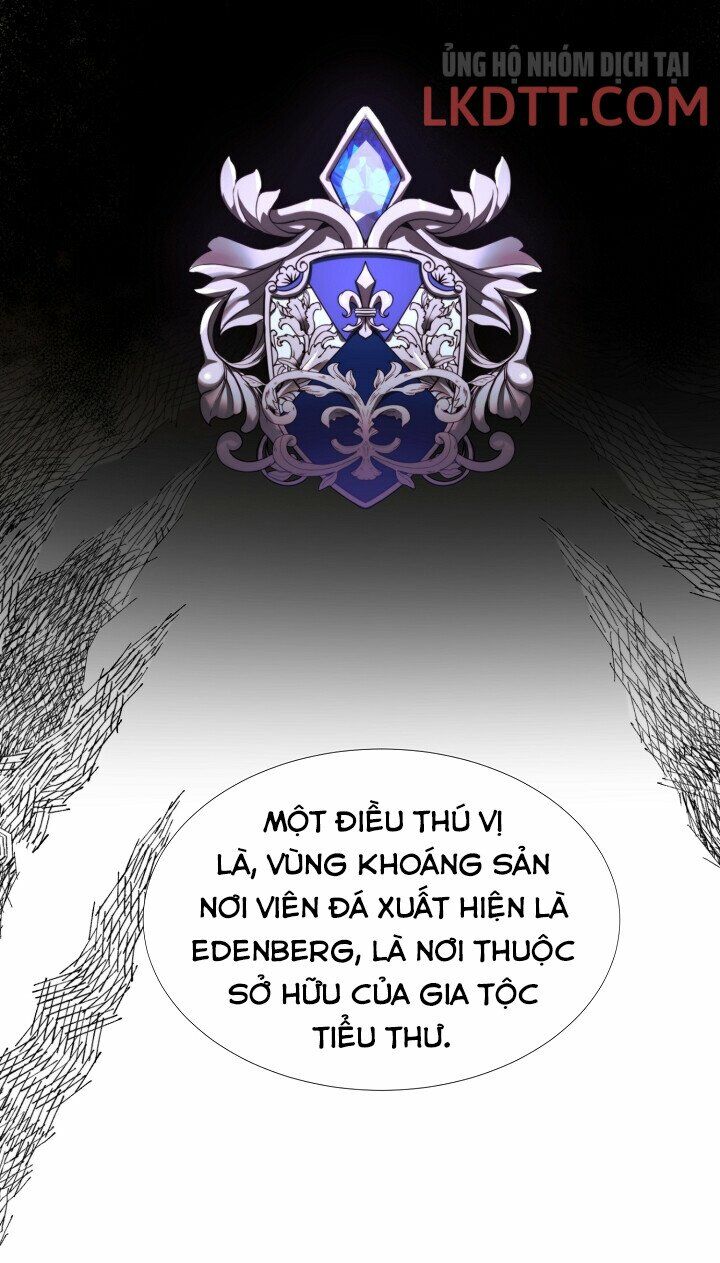 ỦNG HỘ NHÓM DỊCH TẠI
LKDTT.COM
MỘT ĐIỀU THÚ VỊ
LÀ, VÙNG KHOÁNG SẢN
NƠI VIÊN ĐÁ XUẤT HIỆN LÀ
EDENBERG, LÀ NƠI THUỘC
SỞ HỮU CỦA GIA TỘC
TIỂU THƯ.